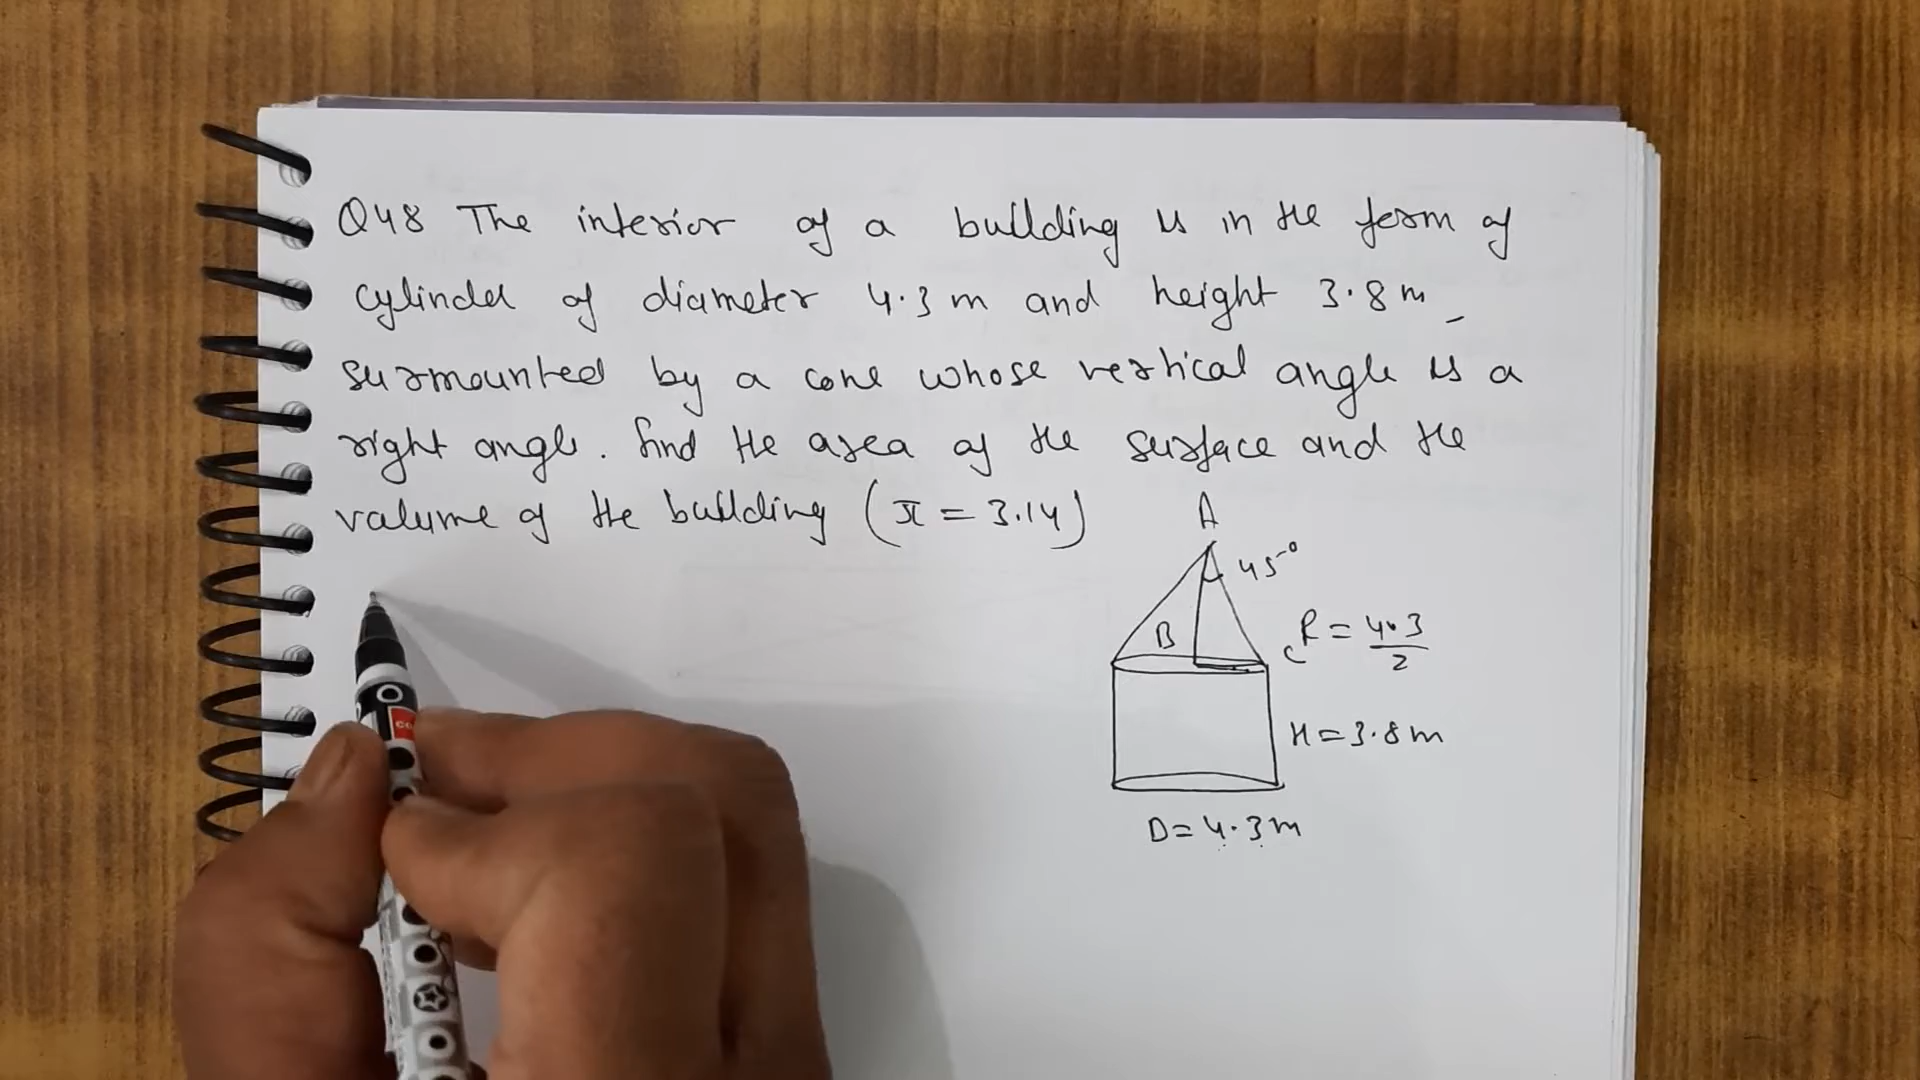 Q48 The interior of a building is in the form of
cylinder of diameter 4.3 m and height 3.8 m
surmounted by a cone whose vertical angle is a
right angle. find the area of the surface and the
valume of the building (π = 3.14)
A
45°
B
C
R = 4.3/2
H = 3.8 m
D = 4.3 m